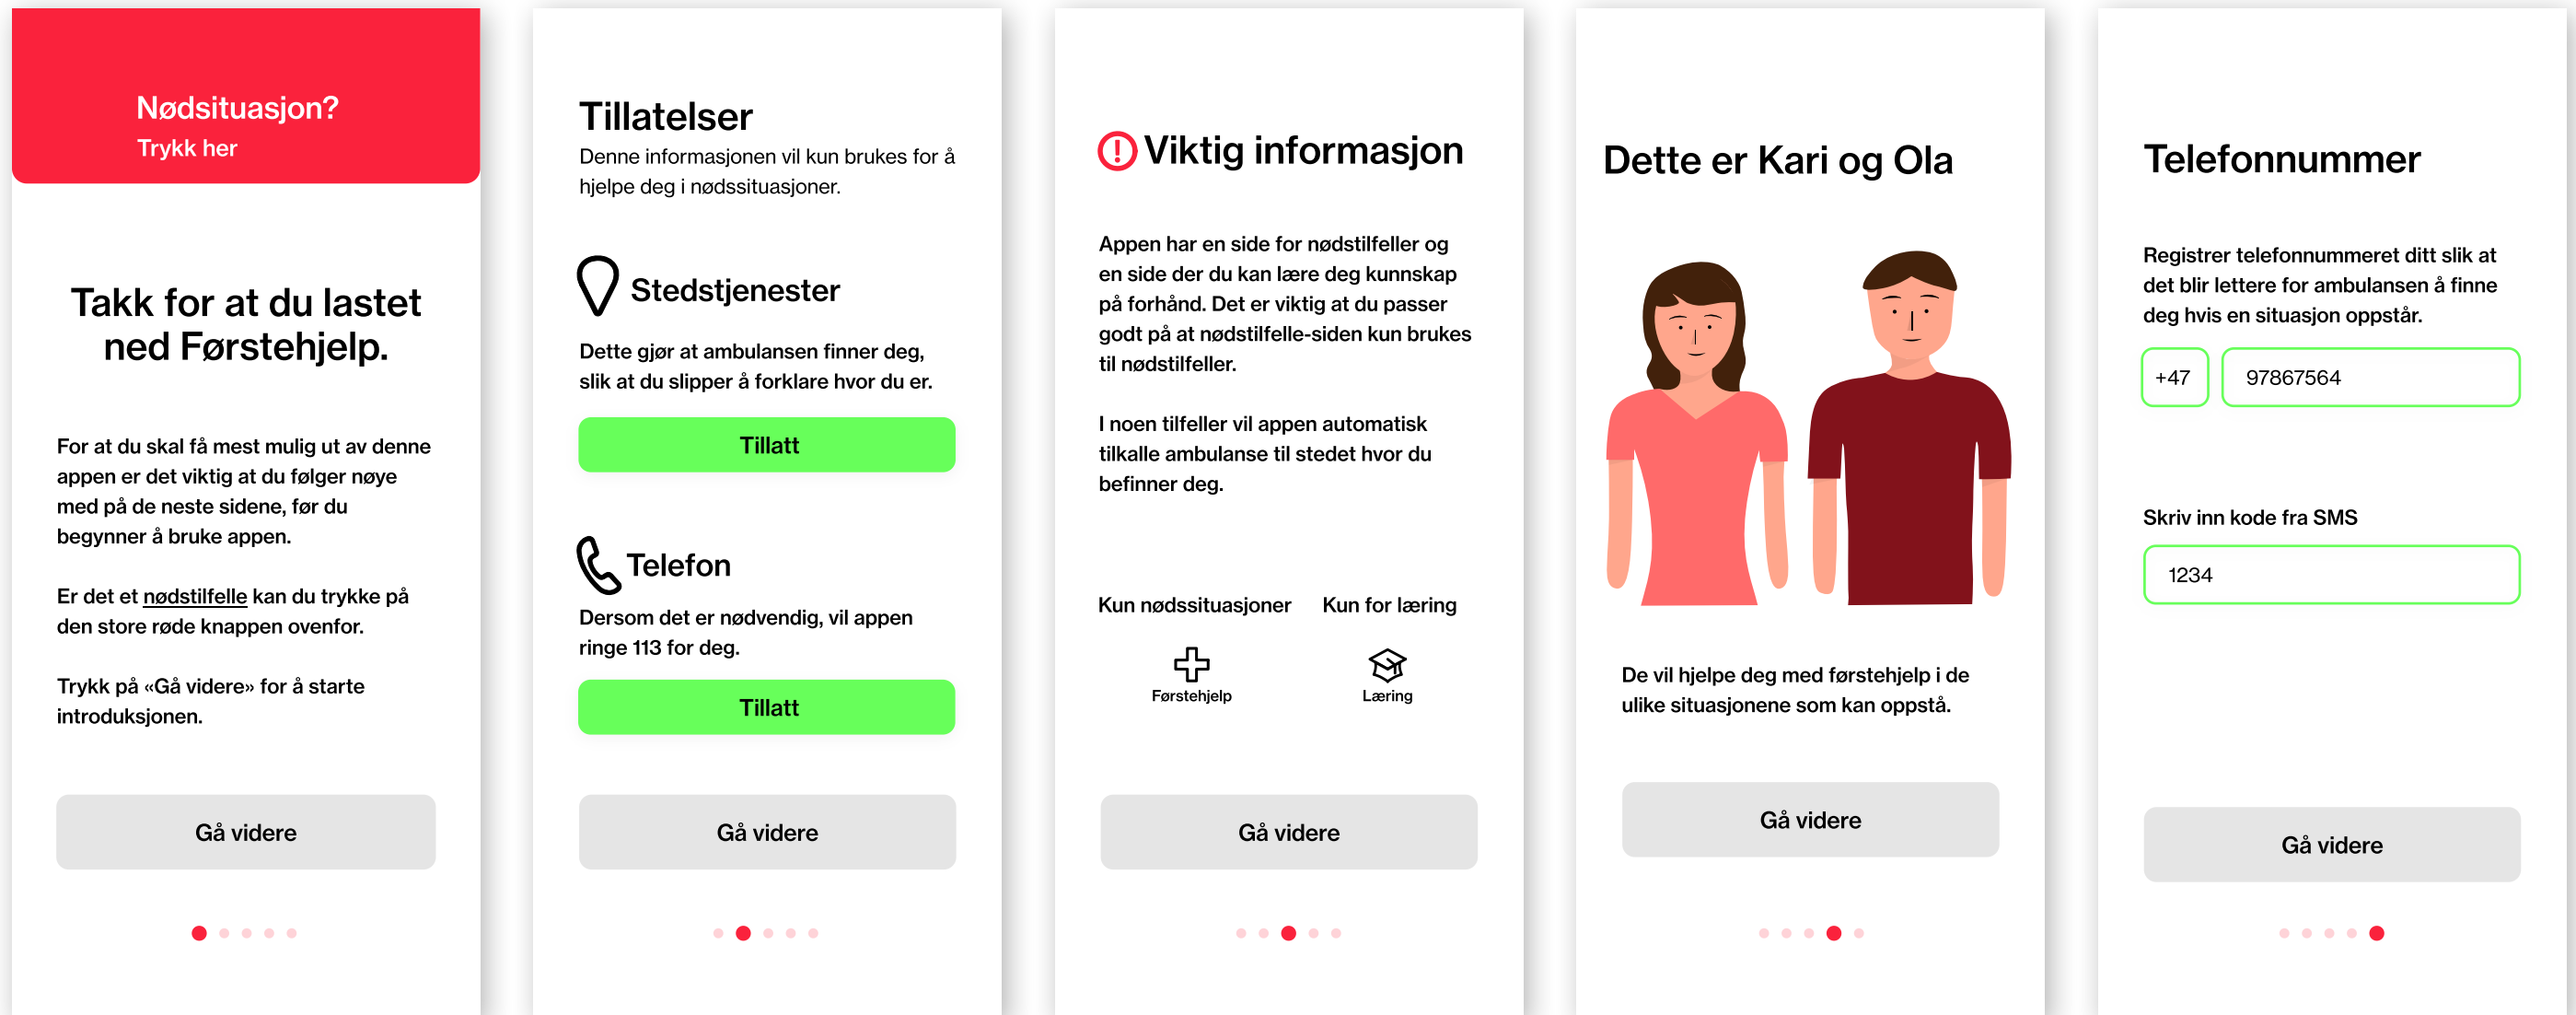 Nødsituasjon?
Trykk her
Takk for at du lastet
ned Førstehjelp.
For at du skal få mest mulig ut av denne
appen er det viktig at du følger nøye
med på de neste sidene, før du
begynner å bruke appen.
Er det et nødstilfelle kan du trykke på
den store røde knappen ovenfor.
Trykk på «Gå videre» for å starte
introduksjonen.
Gå videre
Tillatelser
Denne informasjonen vil kun brukes for å
hjelpe deg i nødssituasjoner.
Stedstjenester
Dette gjør at ambulansen finner deg,
slik at du slipper å forklare hvor du er.
Tillatt
Telefon
Dersom det er nødvendig, vil appen
ringe 113 for deg.
Tillatt
Gå videre
Viktig informasjon
Appen har en side for nødstilfeller og
en side der du kan lære deg kunnskap
på forhånd. Det er viktig at du passer
godt på at nødstilfelle-siden kun brukes
til nødstilfeller.
I noen tilfeller vil appen automatisk
tilkalle ambulanse til stedet hvor du
befinner deg.
Kun nødssituasjoner Kun for læring
Førstehjelp Læring
Gå videre
Dette er Kari og Ola
De vil hjelpe deg med førstehjelp i de
ulike situasjonene som kan oppstå.
Gå videre
Telefonnummer
Registrer telefonnummeret ditt slik at
det blir lettere for ambulansen å finne
deg hvis en situasjon oppstår.
+47 97867564
Skriv inn kode fra SMS
1234
Gå videre